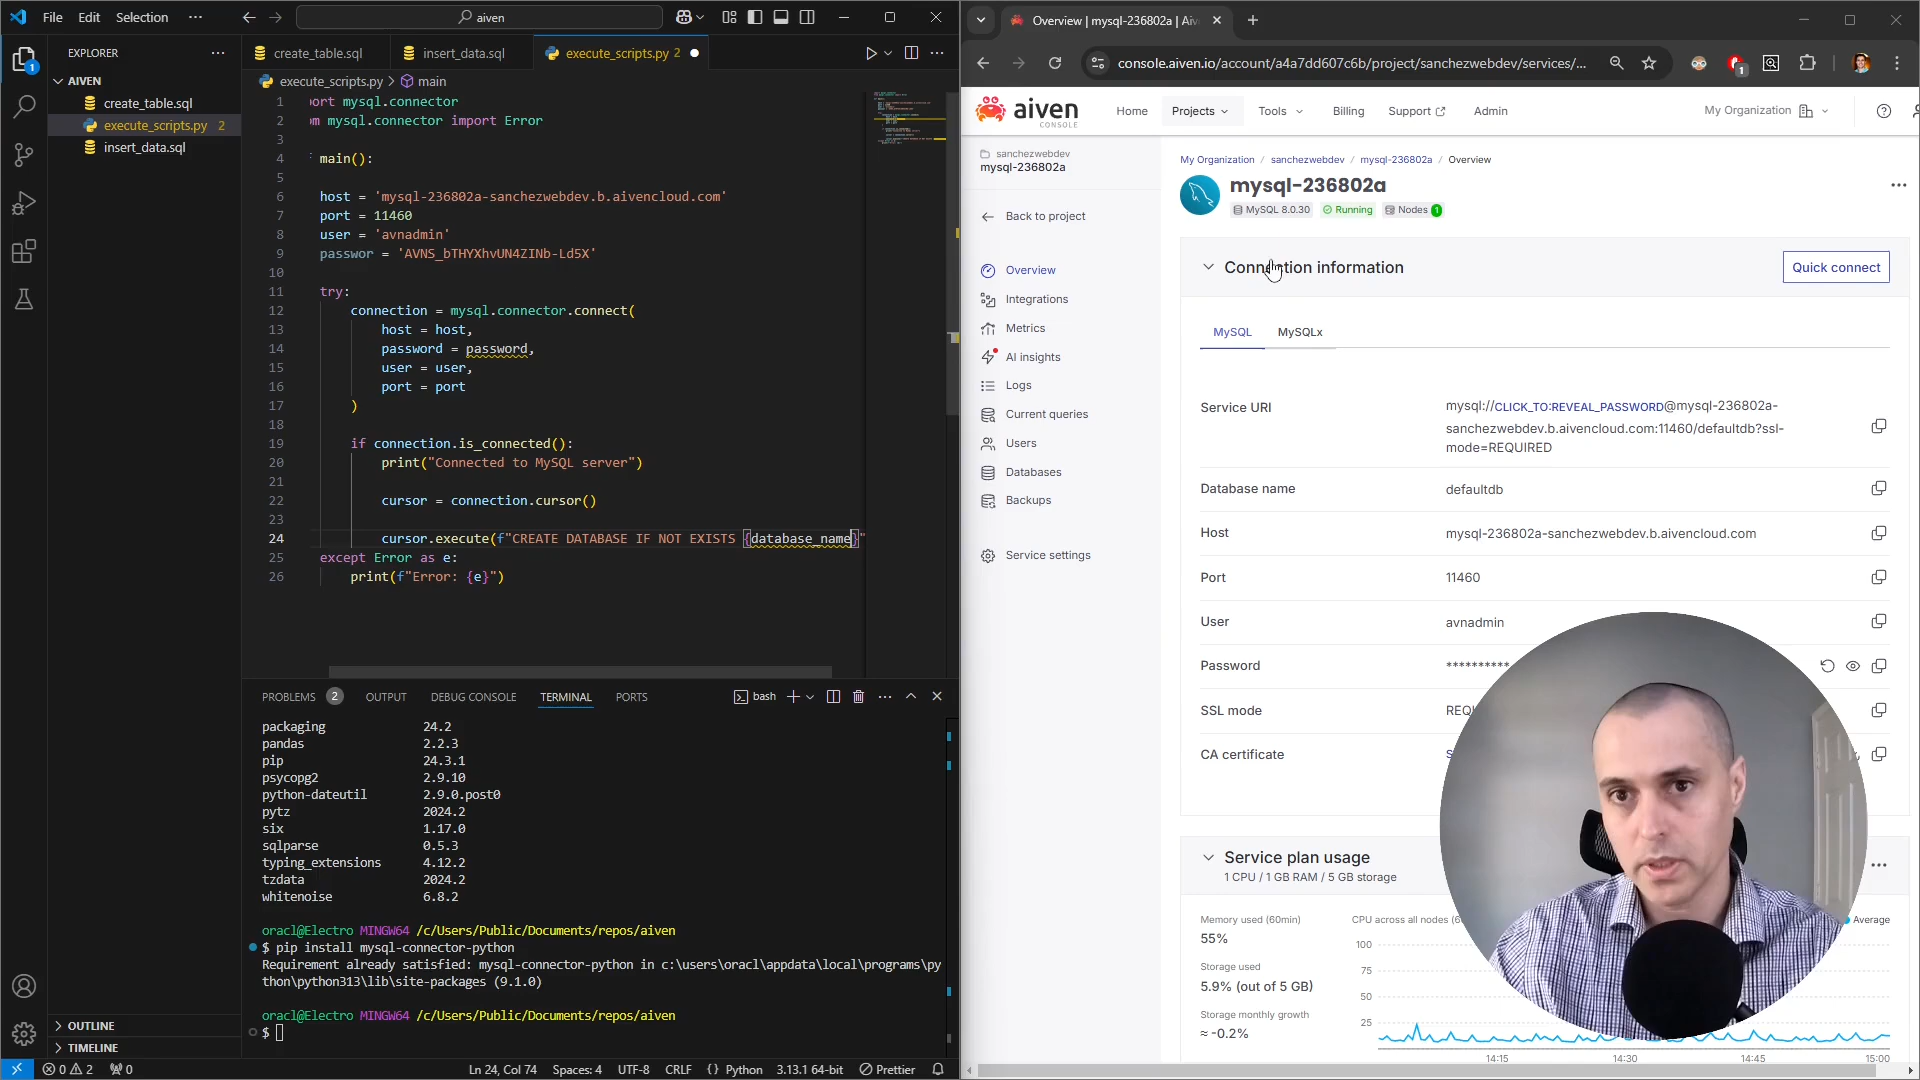 File Edit Selection ···
aiven
EXPLORER ···
AIVEN
create_table.sql
execute_scripts.py 2
insert_data.sql
OUTLINE
TIMELINE
1
create_table.sql
insert_data.sql
execute_scripts.py 2
execute_scripts.py > main
1 ort mysql.connector
2 m mysql.connector import Error
3
4 main():
5
6 host = 'mysql-236802a-sanchezwebdev.b.aivencloud.com'
7 port = 11460
8 user = 'avnadmin'
9 passwor = 'AVNS_bTHYXhvUN4ZINb-Ld5X'
10
11 try:
12 connection = mysql.connector.connect(
13 host = host,
14 password = password,
15 user = user,
16 port = port
17 )
18
19 if connection.is_connected():
20 print("Connected to MySQL server")
21
22 cursor = connection.cursor()
23
24 cursor.execute(f"CREATE DATABASE IF NOT EXISTS {database_name}"
25 except Error as e:
26 print(f"Error: {e}")
PROBLEMS 2 OUTPUT DEBUG CONSOLE TERMINAL PORTS
bash
packaging 24.2
pandas 2.2.3
pip 24.3.1
psycopg2 2.9.10
python-dateutil 2.9.0.post0
pytz 2024.2
six 1.17.0
sqlparse 0.5.3
typing_extensions 4.12.2
tzdata 2024.2
whitenoise 6.8.2
oracl@Electro MINGW64 /c/Users/Public/Documents/repos/aiven
$ pip install mysql-connector-python
Requirement already satisfied: mysql-connector-python in c:\users\oracl\appdata\local\programs\py
thon\python313\lib\site-packages (9.1.0)
oracl@Electro MINGW64 /c/Users/Public/Documents/repos/aiven
$
0 2 0
Ln 24, Col 74 Spaces: 4 UTF-8 CRLF {} Python 3.13.1 64-bit Prettier
Overview | mysql-236802a | Aiv
console.aiven.io/account/a4a7dd607c6b/project/sanchezwebdev/services/...
1
aiven
CONSOLE
Home Projects Tools Billing Support Admin
My Organization
sanchezwebdev
mysql-236802a
Back to project
Overview
Integrations
Metrics
AI insights
Logs
Current queries
Users
Databases
Backups
Service settings
My Organization / sanchezwebdev / mysql-236802a / Overview
mysql-236802a
MySQL 8.0.30 Running Nodes 1
Connection information
Quick connect
MySQL MySQLx
Service URI
mysql://CLICK_TO:REVEAL_PASSWORD@mysql-236802a-
sanchezwebdev.b.aivencloud.com:11460/defaultdb?ssl-
mode=REQUIRED
Database name defaultdb
Host mysql-236802a-sanchezwebdev.b.aivencloud.com
Port 11460
User avnadmin
Password **********
SSL mode
CA certificate
Service plan usage
1 CPU / 1 GB RAM / 5 GB storage
Memory used (60min)
55%
Storage used
5.9% (out of 5 GB)
Storage monthly growth
≈ -0.2%
CPU across all nodes (6
Average
100
75
50
25
14:15 14:30 14:45 15:00